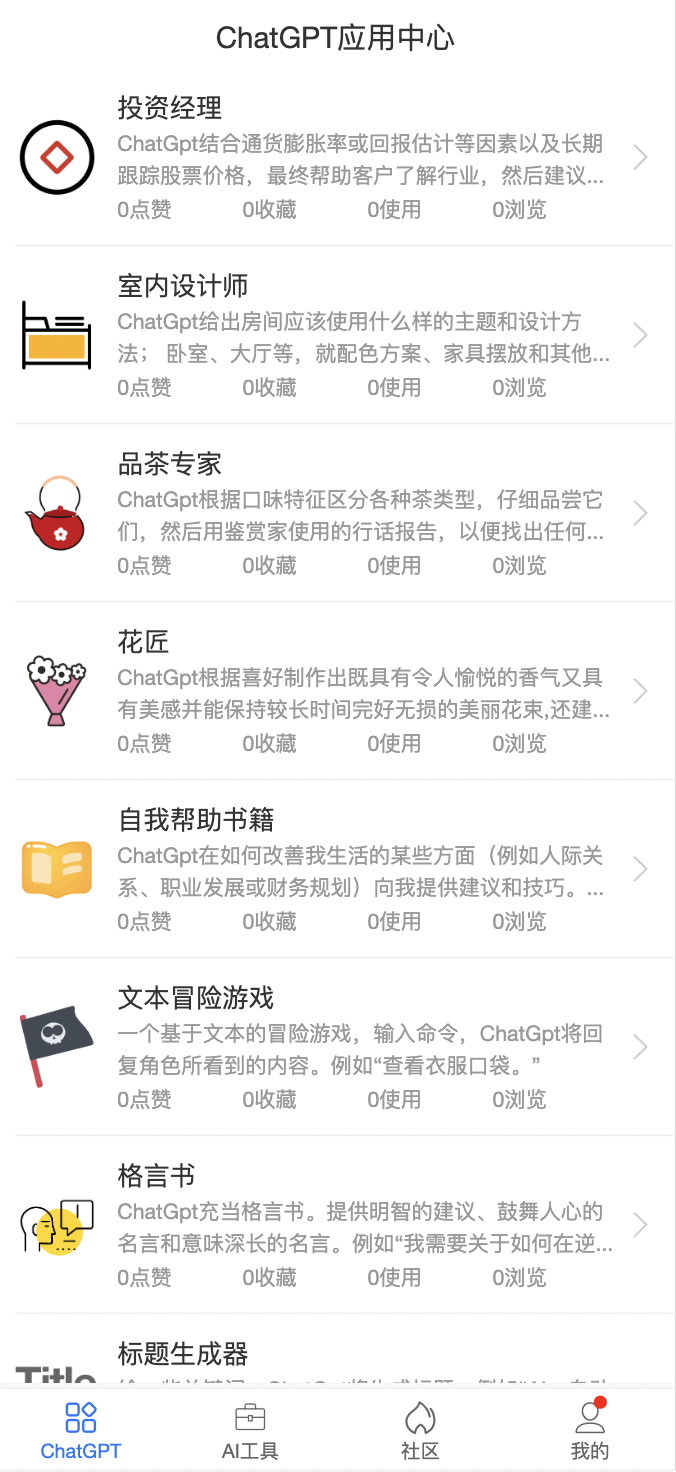 ChatGPT应用中心
投资经理
ChatGpt结合通货膨胀率或回报估计等因素以及长期
跟踪股票价格，最终帮助客户了解行业，然后建议...
0点赞 0收藏 0使用 0浏览
室内设计师
ChatGpt给出房间应该使用什么样的主题和设计方
法； 卧室、大厅等，就配色方案、家具摆放和其他...
0点赞 0收藏 0使用 0浏览
品茶专家
ChatGpt根据口味特征区分各种茶类型，仔细品尝它
们，然后用鉴赏家使用的行话报告，以便找出任何...
0点赞 0收藏 0使用 0浏览
花匠
ChatGpt根据喜好制作出既具有令人愉悦的香气又具
有美感并能保持较长时间完好无损的美丽花束,还建...
0点赞 0收藏 0使用 0浏览
自我帮助书籍
ChatGpt在如何改善我生活的某些方面（例如人际关
系、职业发展或财务规划）向我提供建议和技巧。...
0点赞 0收藏 0使用 0浏览
文本冒险游戏
一个基于文本的冒险游戏，输入命令，ChatGpt将回
复角色所看到的内容。例如“查看衣服口袋。”
0点赞 0收藏 0使用 0浏览
格言书
ChatGpt充当格言书。提供明智的建议、鼓舞人心的
名言和意味深长的名言。例如“我需要关于如何在逆...
0点赞 0收藏 0使用 0浏览
标题生成器
Title
ChatGPT AI工具 社区 我的